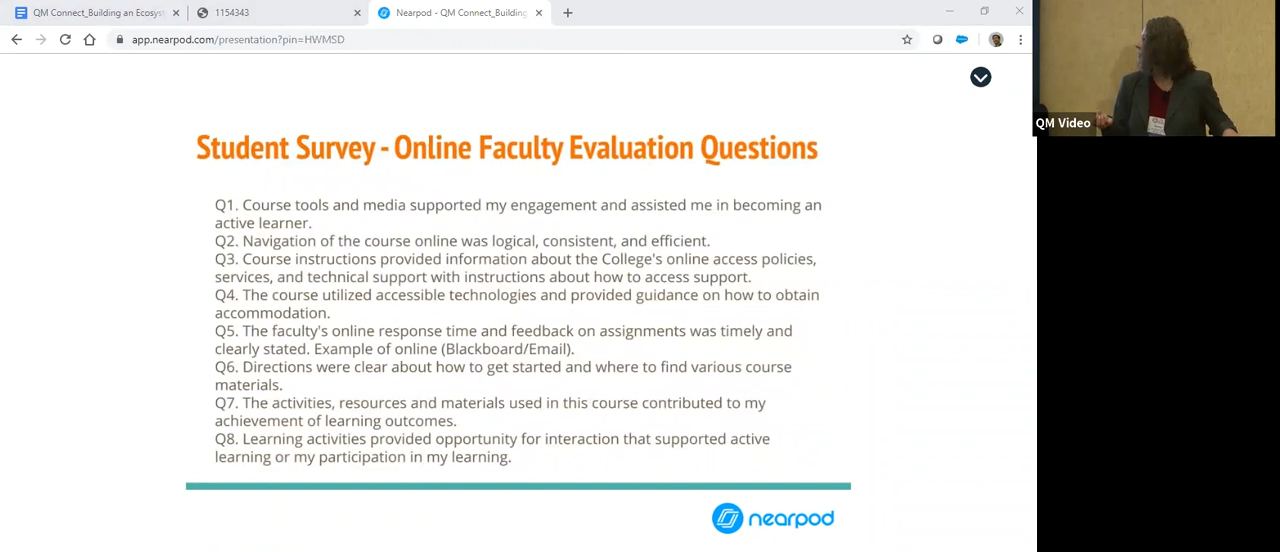 QM Connect_Building an Ecosyst
1154343
Nearpod - QM Connect_Building
app.nearpod.com/presentation?pin=HWMSD
QM Video
Student Survey - Online Faculty Evaluation Questions
Q1. Course tools and media supported my engagement and assisted me in becoming an
active learner.
Q2. Navigation of the course online was logical, consistent, and efficient.
Q3. Course instructions provided information about the College's online access policies,
services, and technical support with instructions about how to access support.
Q4. The course utilized accessible technologies and provided guidance on how to obtain
accommodation.
Q5. The faculty's online response time and feedback on assignments was timely and
clearly stated. Example of online (Blackboard/Email).
Q6. Directions were clear about how to get started and where to find various course
materials.
Q7. The activities, resources and materials used in this course contributed to my
achievement of learning outcomes.
Q8. Learning activities provided opportunity for interaction that supported active
learning or my participation in my learning.
nearpod